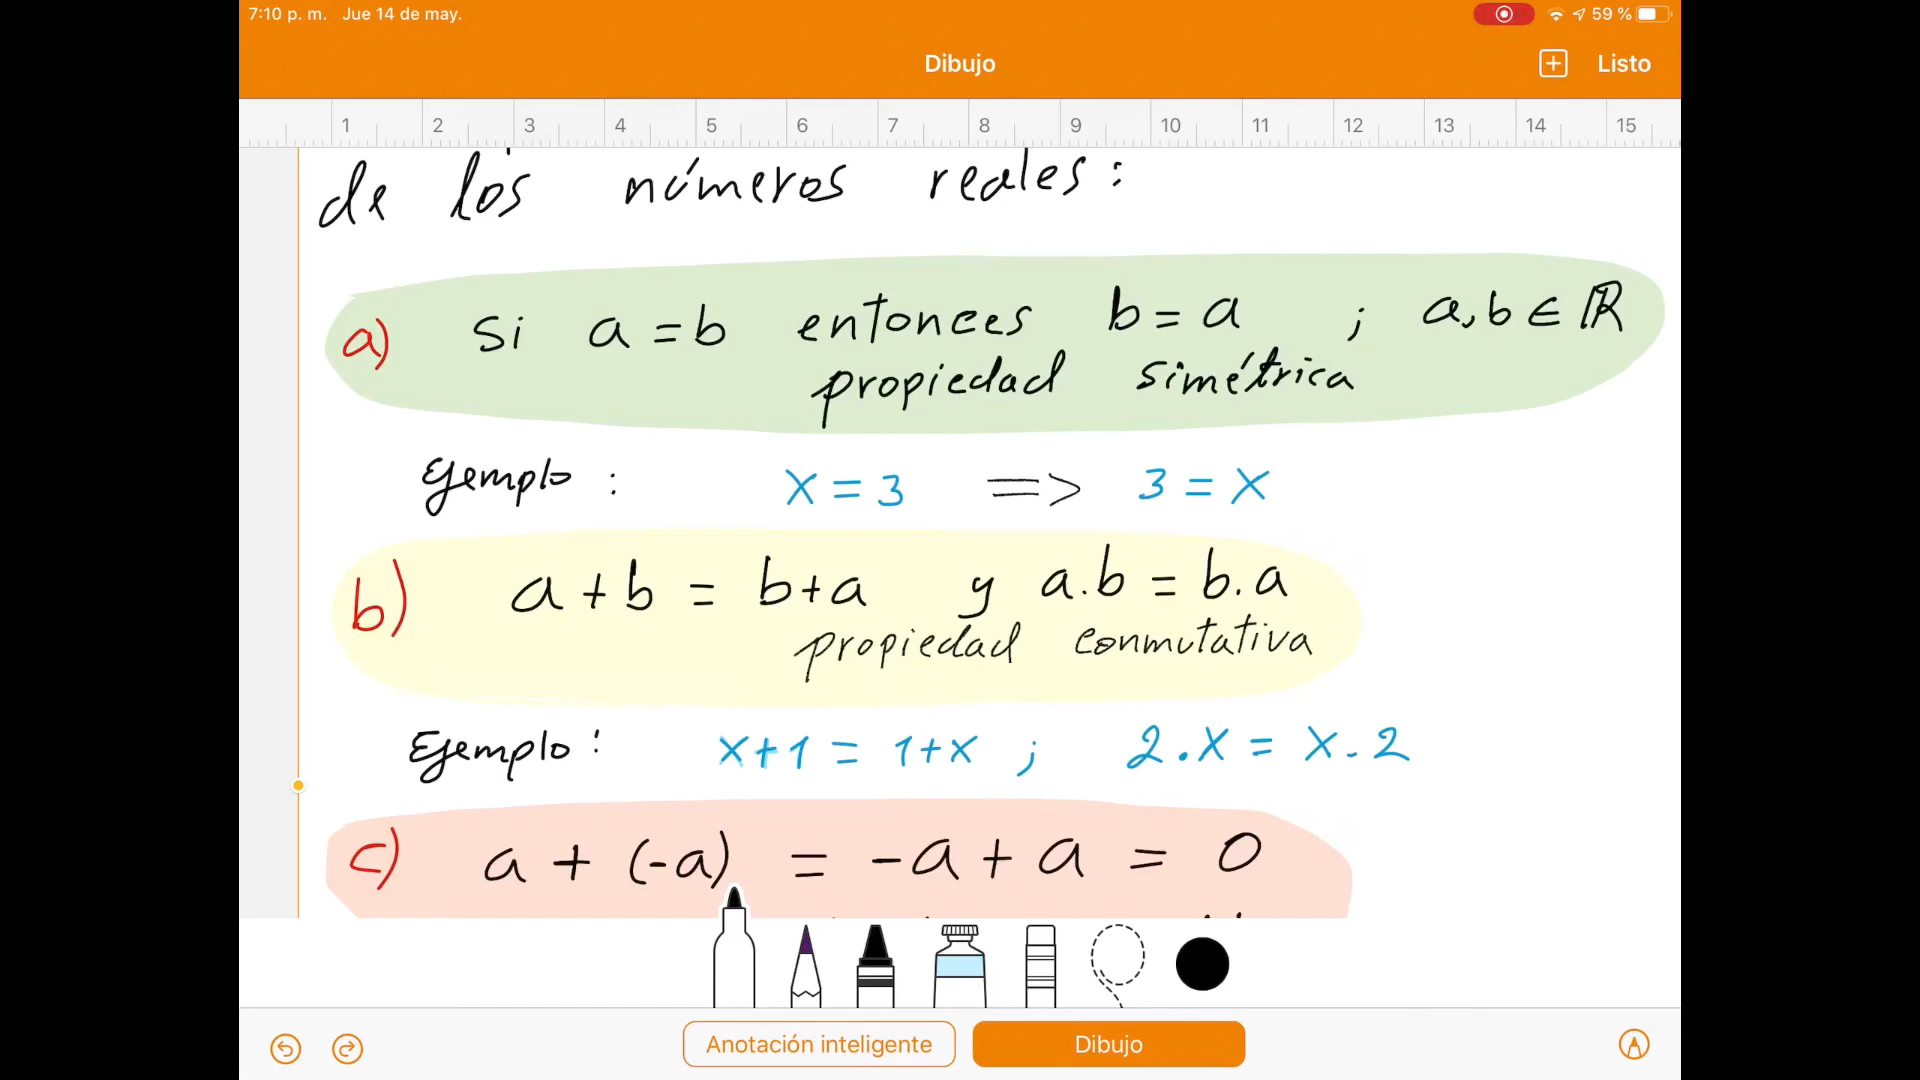 7:10 p. m. Jue 14 de may. 59 %
Dibujo
Listo
1 2 3 4 5 6 7 8 9 10 11 12 13 14 15
de los números reales:
a) Si a = b entonces b = a ; a, b ∈ ℝ
propiedad simétrica
Ejemplo : x = 3 => 3 = x
b) a + b = b + a y a.b = b.a
propiedad conmutativa
Ejemplo: x+1 = 1+x ; 2.x = x.2
c) a + (-a) = -a + a = 0
Anotación inteligente
Dibujo